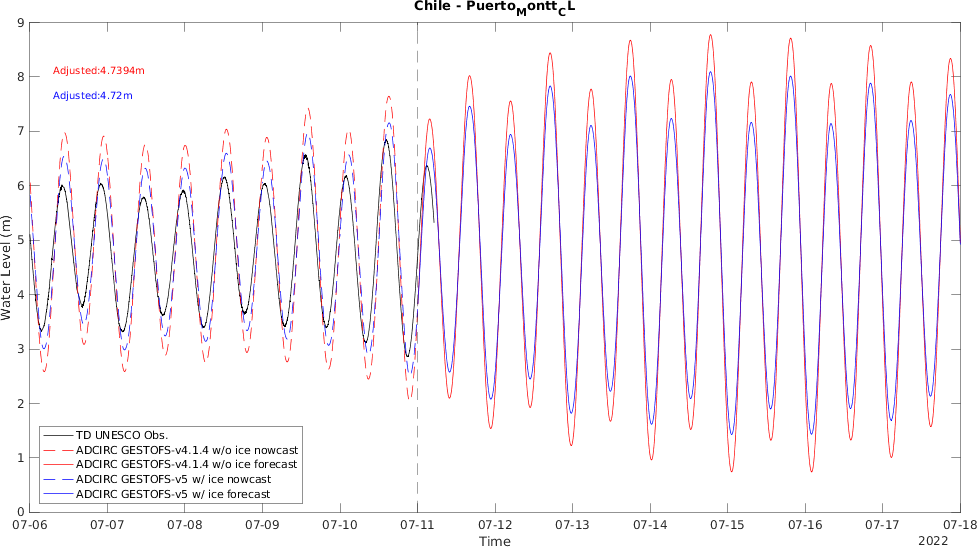 Chile - Puerto_Montt_CL
9
8
7
6
5
4
3
2
1
0
Water Level (m)
Adjusted:4.7394m
Adjusted:4.72m
TD UNESCO Obs.
ADCIRC GESTOFS-v4.1.4 w/o ice nowcast
ADCIRC GESTOFS-v4.1.4 w/o ice forecast
ADCIRC GESTOFS-v5 w/ ice nowcast
ADCIRC GESTOFS-v5 w/ ice forecast
07-06 07-07 07-08 07-09 07-10 07-11 07-12 07-13 07-14 07-15 07-16 07-17 07-18
Time
2022